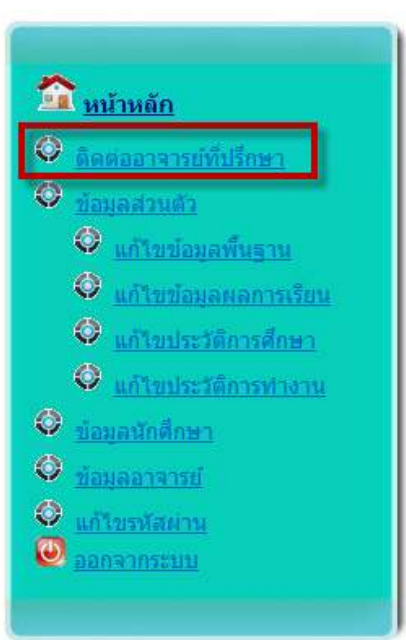 หน้าหลัก
ติดต่ออาจารย์ที่ปรึกษา
ข้อมูลส่วนตัว
แก้ไขข้อมูลพื้นฐาน
แก้ไขข้อมูลผลการเรียน
แก้ไขประวัติการศึกษา
แก้ไขประวัติการทำงาน
ข้อมูลนักศึกษา
ข้อมูลอาจารย์
แก้ไขรหัสผ่าน
ออกจากระบบ